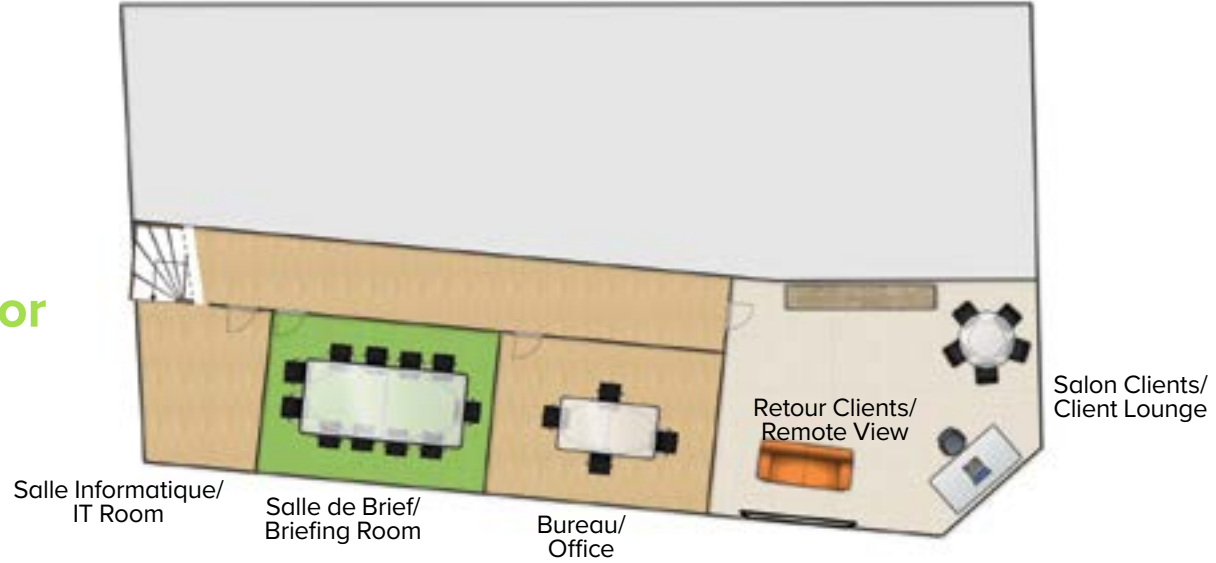 or
Salon Clients/
Client Lounge
Retour Clients/
Remote View
Salle Informatique/
IT Room
Salle de Brief/
Briefing Room
Bureau/
Office